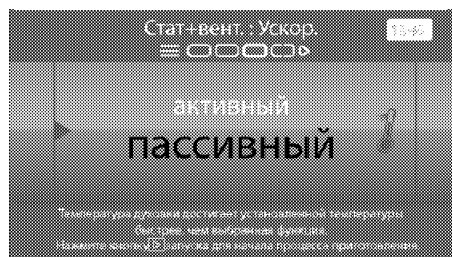 Стат+вент. : Ускор.
активный
пассивный
Температура духовки достигает установленной температуры
быстрее, чем выбранная функция.
Нажмите кнопку запуска для начала процесса приготовления